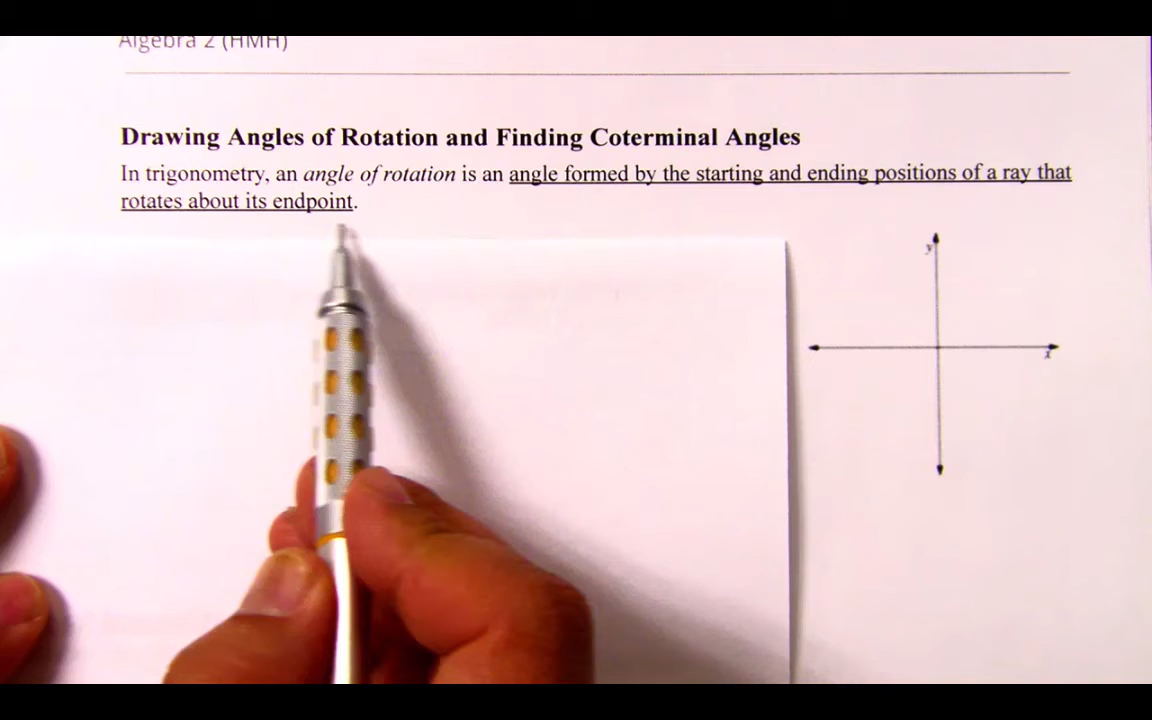 Algebra 2 (HMH)
Drawing Angles of Rotation and Finding Coterminal Angles
In trigonometry, an angle of rotation is an angle formed by the starting and ending positions of a ray that
rotates about its endpoint.
y
x